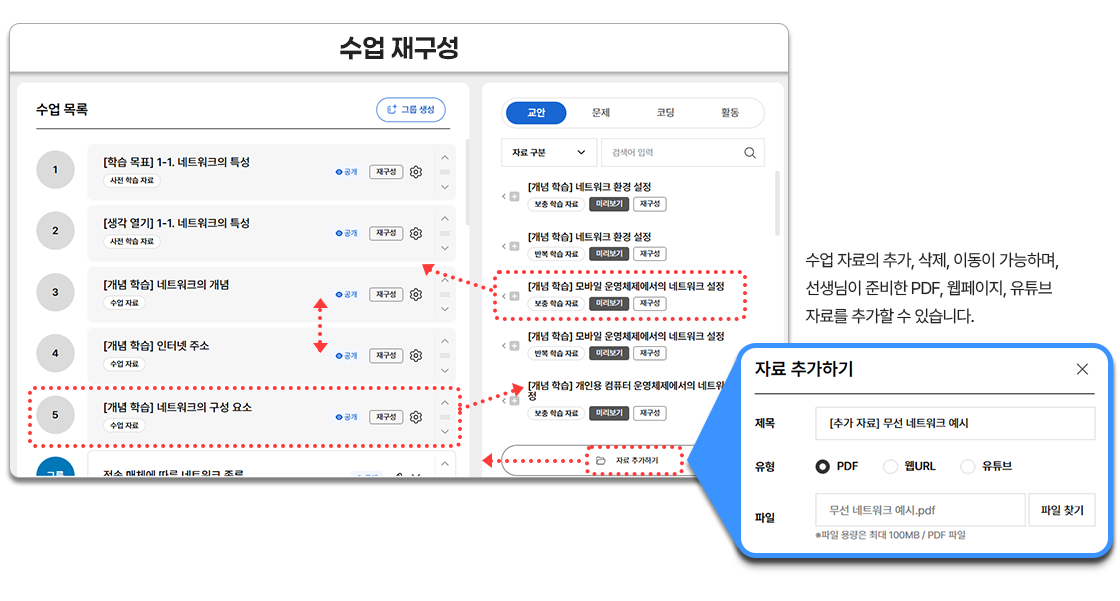 수업 재구성
수업 목록
그룹 생성
1
[학습 목표] 1-1. 네트워크의 특성
사전 학습 자료
공개
재구성
2
[생각 열기] 1-1. 네트워크의 특성
사전 학습 자료
공개
재구성
3
[개념 학습] 네트워크의 개념
수업 자료
공개
재구성
4
[개념 학습] 인터넷 주소
수업 자료
공개
재구성
5
[개념 학습] 네트워크의 구성 요소
수업 자료
공개
재구성
그룹
전송 매체에 따른 네트워크 종류
교안 문제 코딩 활동
자료 구분
검색어 입력
[개념 학습] 네트워크 환경 설정
보충 학습 자료 미리보기 재구성
[개념 학습] 네트워크 환경 설정
반복 학습 자료 미리보기 재구성
[개념 학습] 모바일 운영체제에서의 네트워크 설정
보충 학습 자료 미리보기 재구성
[개념 학습] 모바일 운영체제에서의 네트워크 설정
반복 학습 자료 미리보기 재구성
[개념 학습] 개인용 컴퓨터 운영체제에서의 네트워
정
보충 학습 자료 미리보기 재구성
자료 추가하기
수업 자료의 추가, 삭제, 이동이 가능하며,
선생님이 준비한 PDF, 웹페이지, 유튜브
자료를 추가할 수 있습니다.
자료 추가하기
제목
[추가 자료] 무선 네트워크 예시
유형
PDF 웹URL 유튜브
파일
무선 네트워크 예시.pdf
파일 찾기
※파일 용량은 최대 100MB / PDF 파일